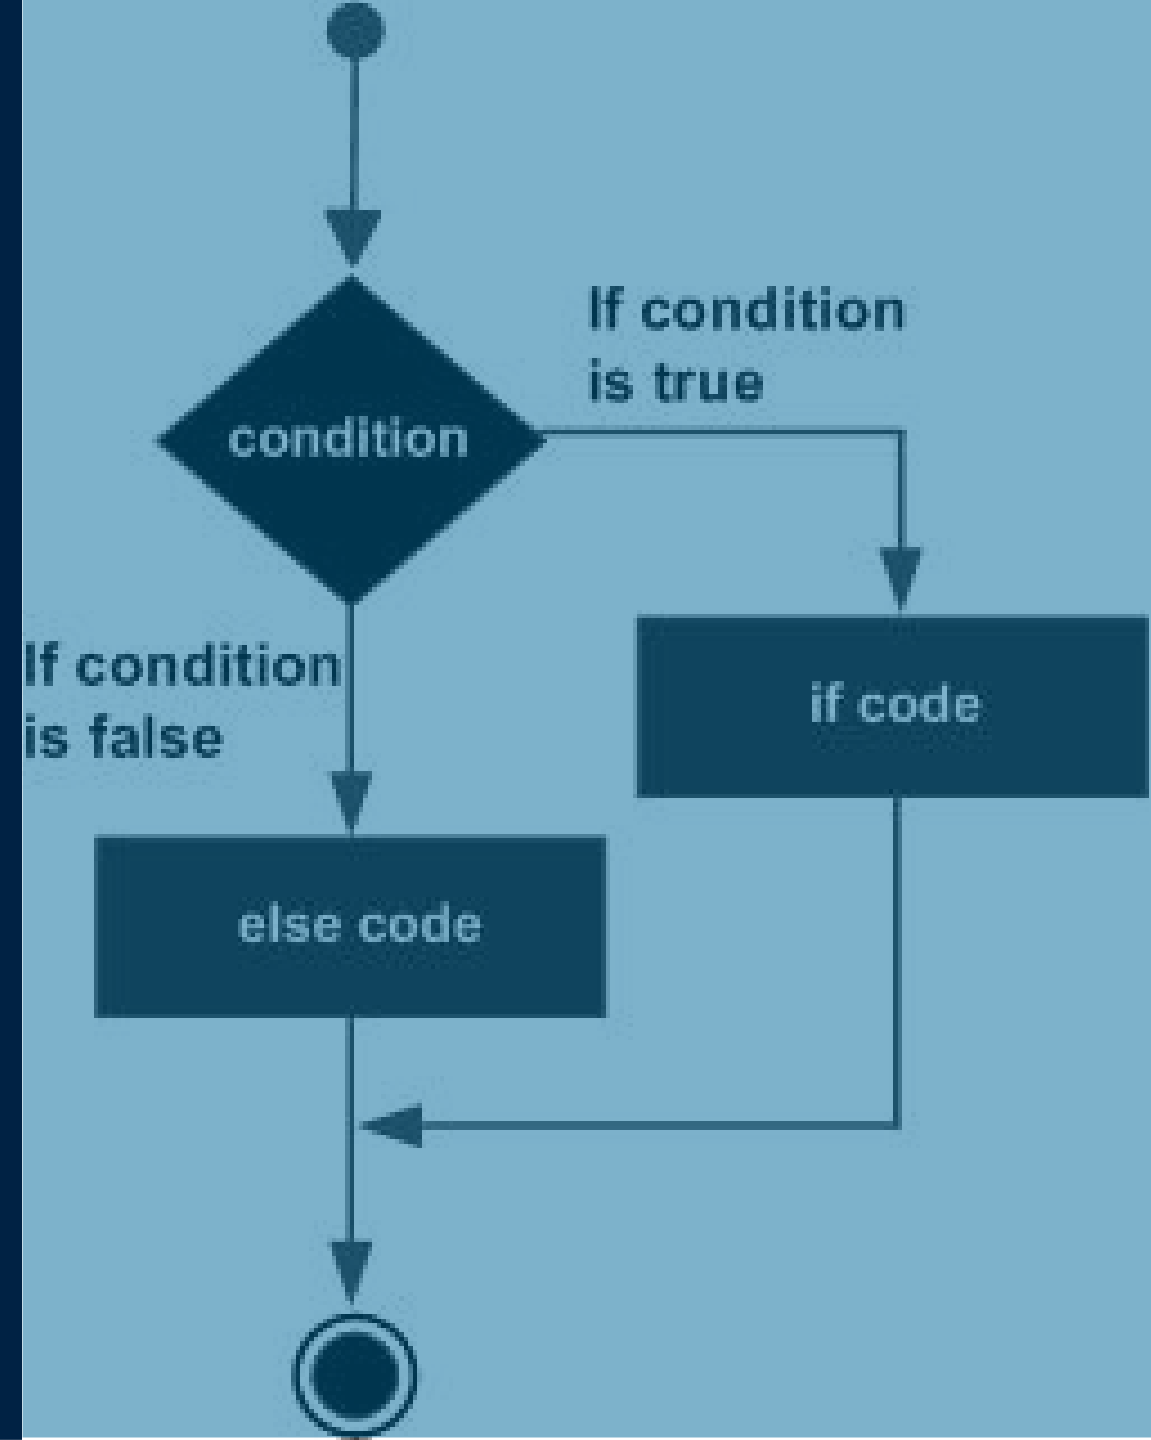 If condition
is true
condition
If condition
is false
if code
else code